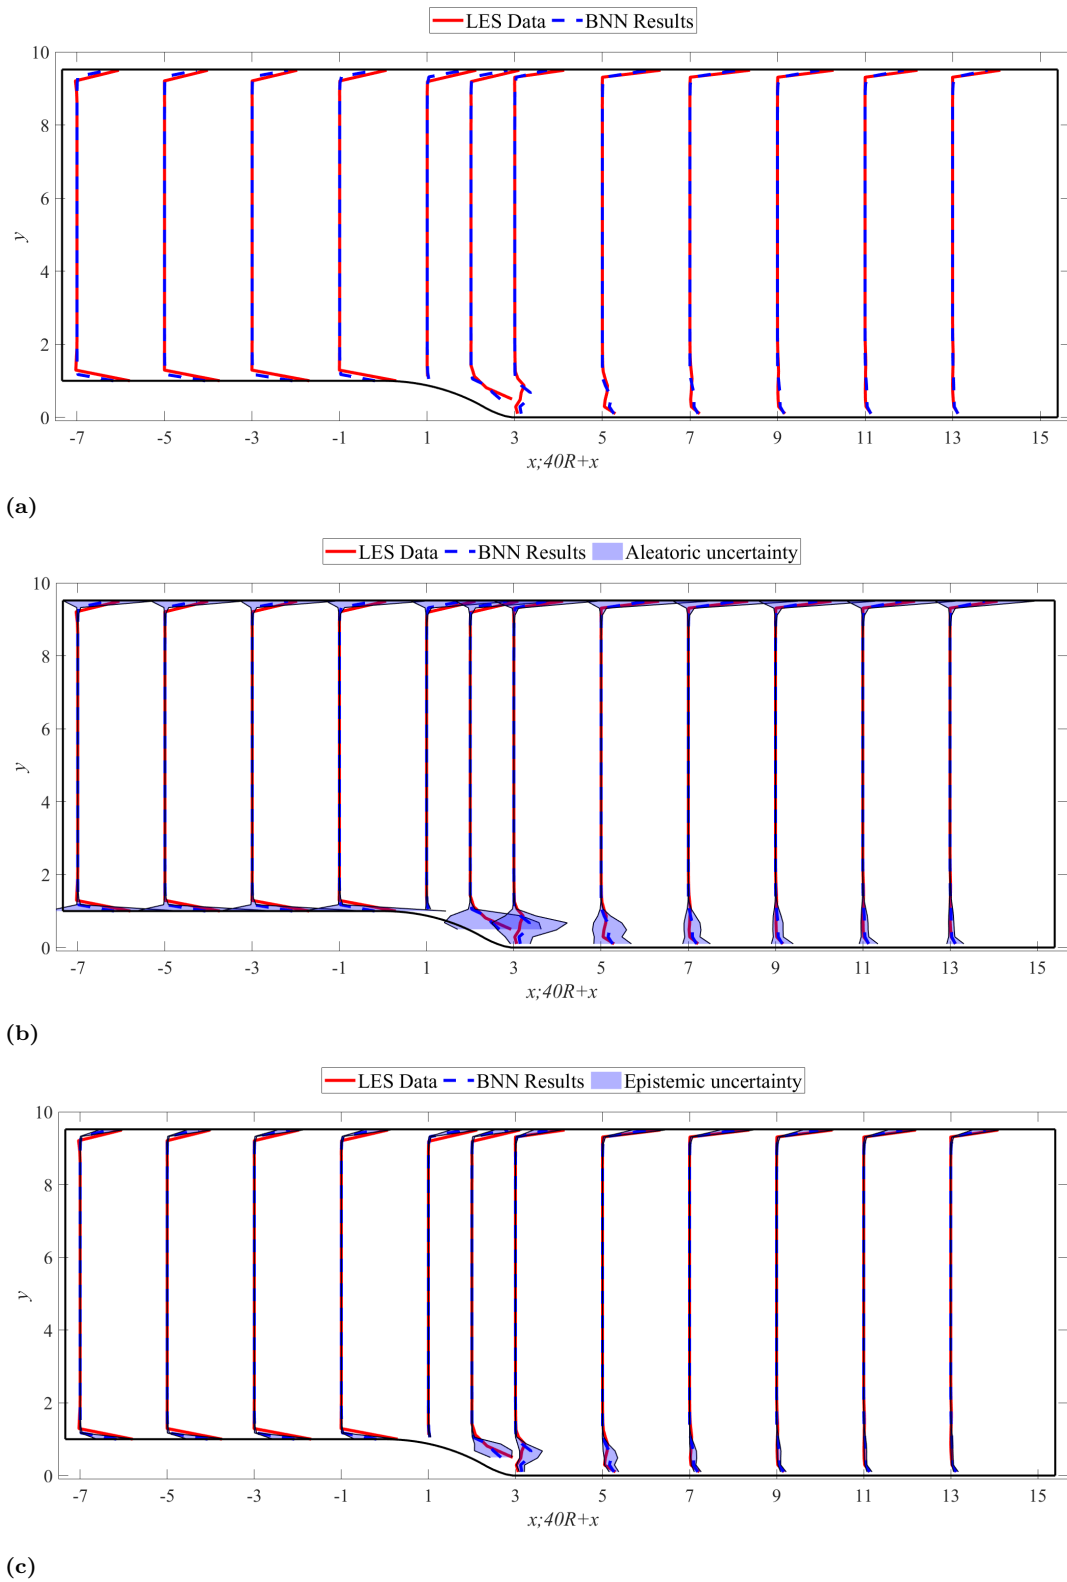 LES Data BNN Results
10
8
6
4
2
0
y
-7 -5 -3 -1 1 3 5 7 9 11 13 15
x;40R+x
(a)
LES Data BNN Results Aleatoric uncertainty
10
8
6
4
2
0
y
-7 -5 -3 -1 1 3 5 7 9 11 13 15
x;40R+x
(b)
LES Data BNN Results Epistemic uncertainty
10
8
6
4
2
0
y
-7 -5 -3 -1 1 3 5 7 9 11 13 15
x;40R+x
(c)